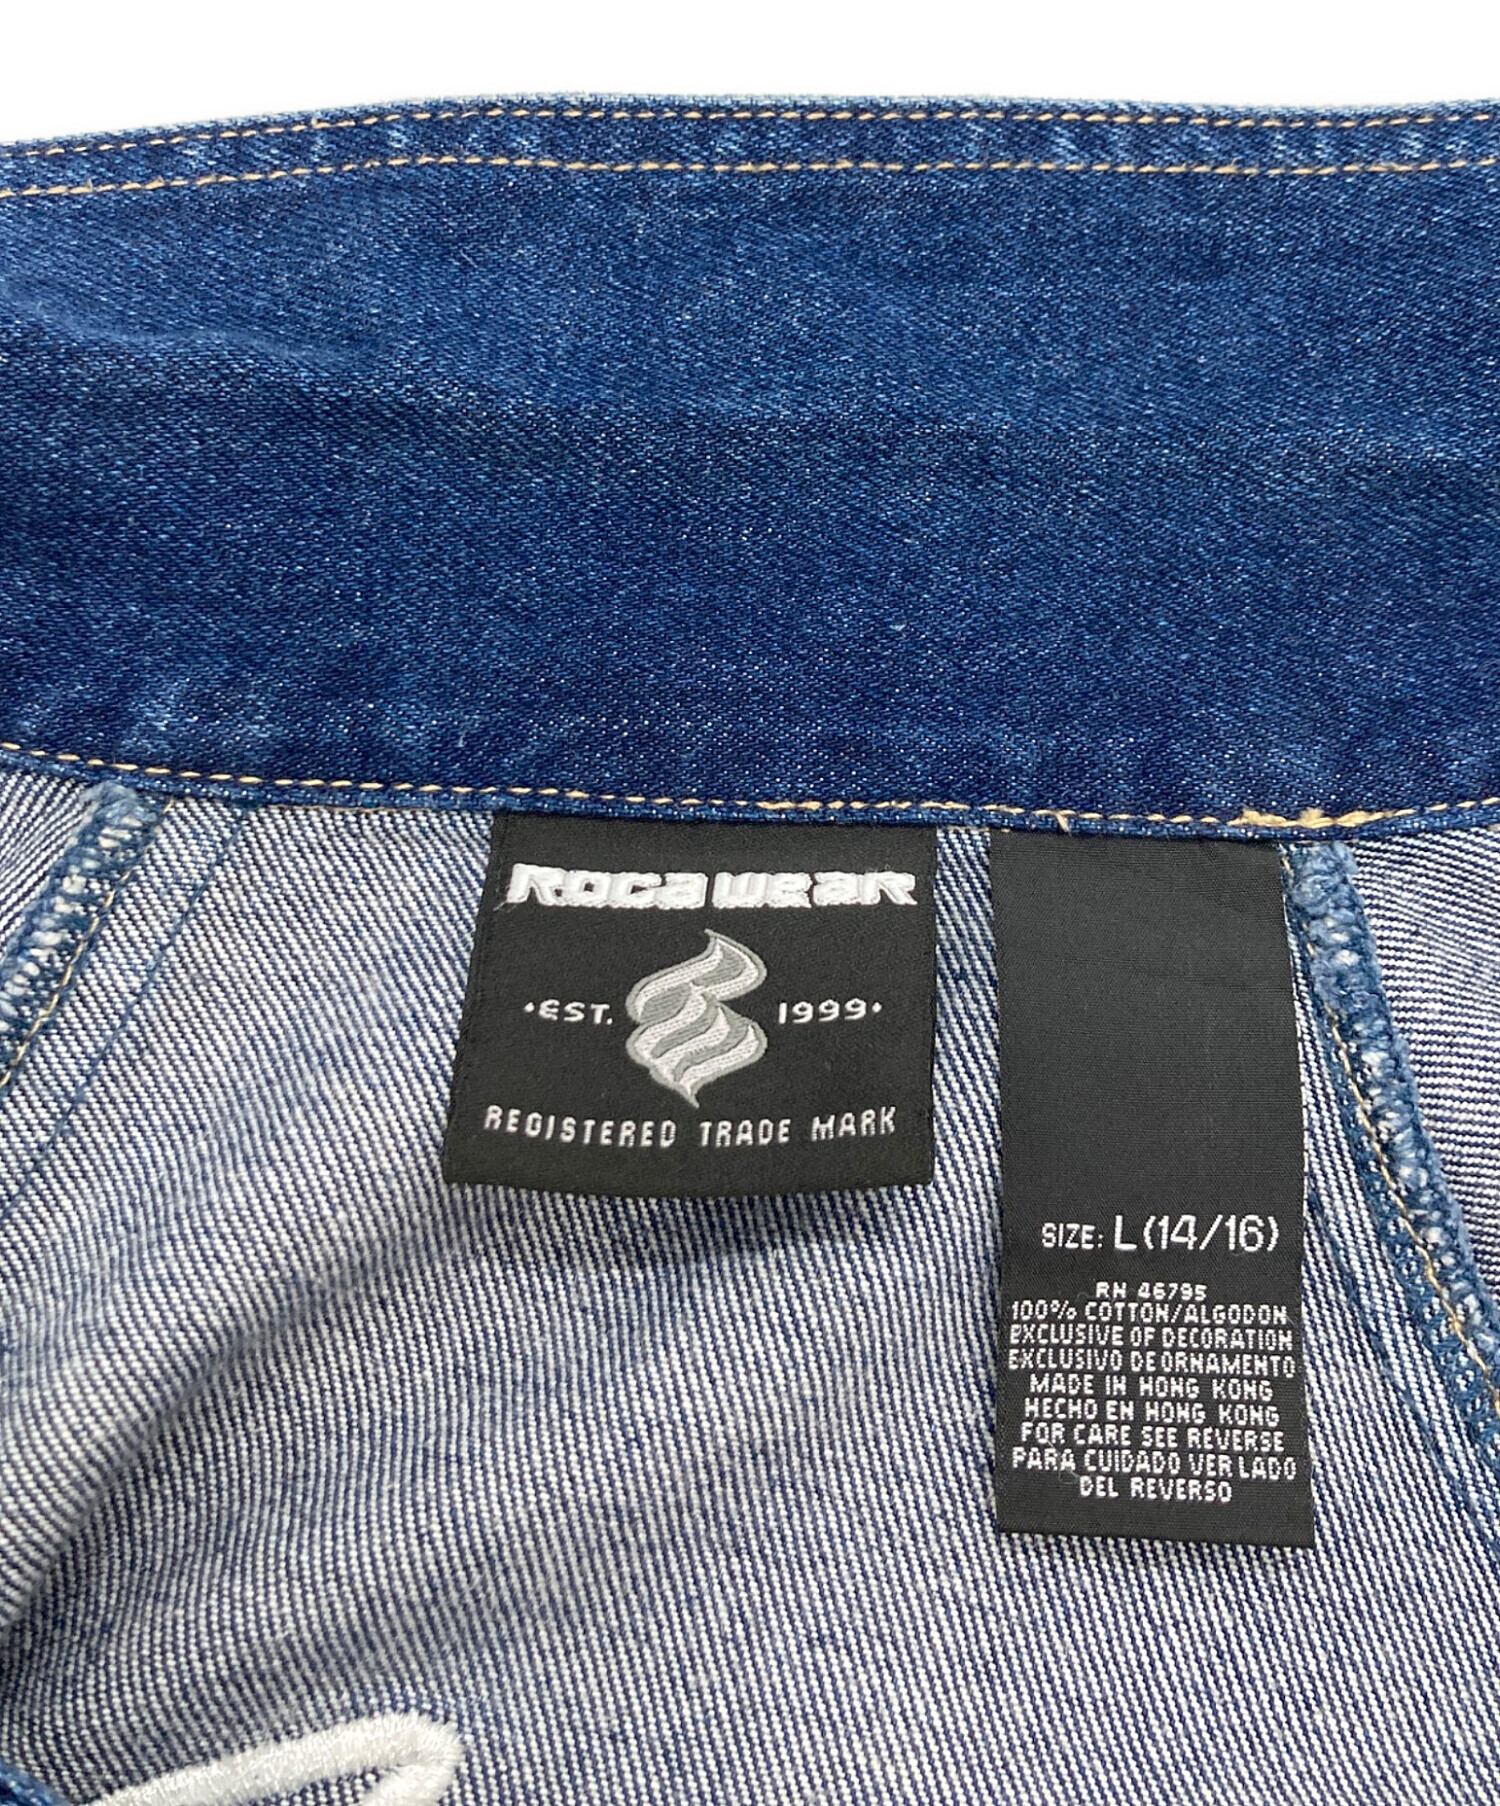 ROCAWEAR
·EST. 1999·
REGISTERED TRADE MARK
SIZE: L (14/16)
RN 46795
100% COTTON/ALGODON
EXCLUSIVE OF DECORATION
EXCLUSIVO DE ORNAMENTO
MADE IN HONG KONG
HECHO EN HONG KONG
FOR CARE SEE REVERSE
PARA CUIDADO VER LADO
DEL REVERSO